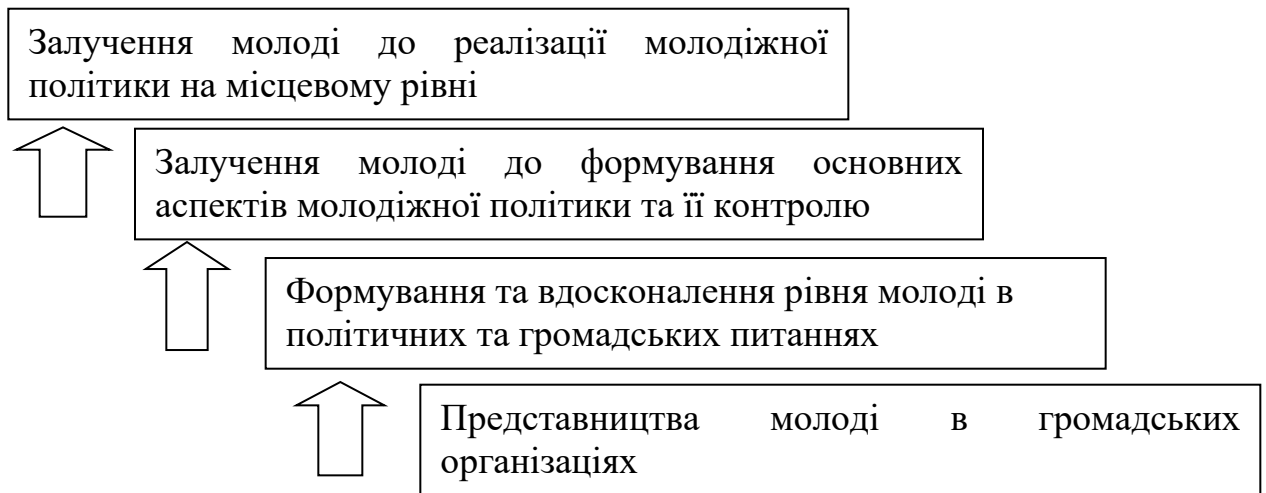 Залучення молоді до реалізації молодіжної
політики на місцевому рівні
Залучення молоді до формування основних
аспектів молодіжної політики та її контролю
Формування та вдосконалення рівня молоді в
політичних та громадських питаннях
Представництва молоді в громадських
організаціях